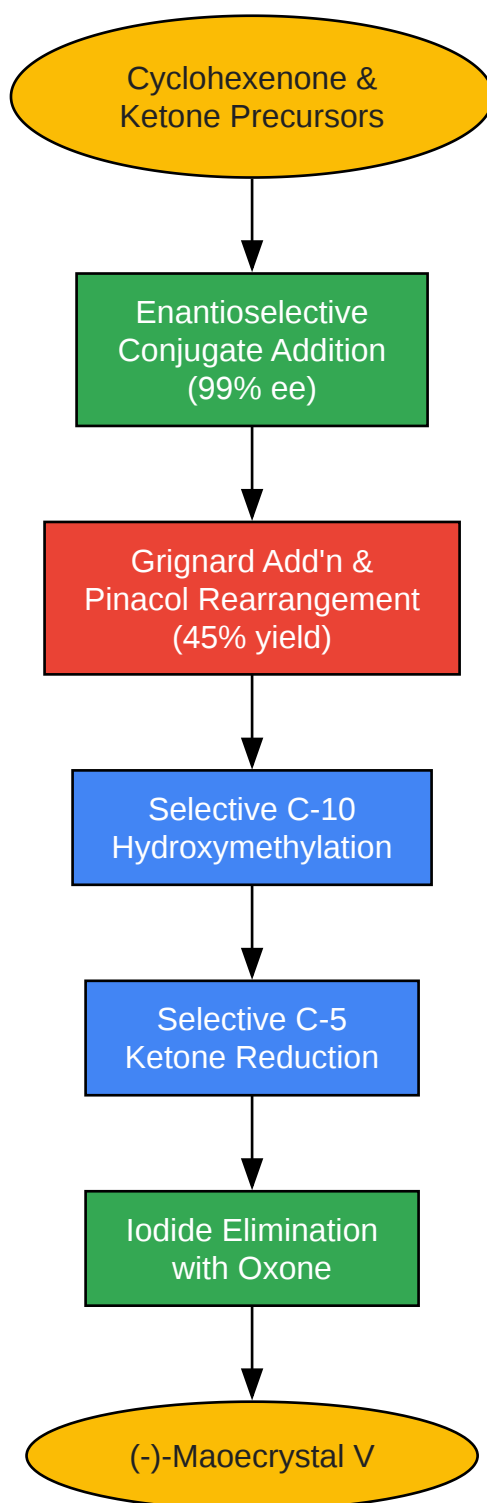 Cyclohexenone &
Ketone Precursors
Enantioselective
Conjugate Addition
(99% ee)
Grignard Add'n &
Pinacol Rearrangement
(45% yield)
Selective C-10
Hydroxymethylation
Selective C-5
Ketone Reduction
Iodide Elimination
with Oxone
(-)-Maoecrystal V